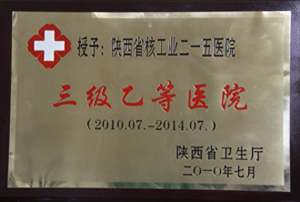 授予：陕西省核工业二一五医院
三级乙等医院
(2010.07.-2014.07.)
陕西省卫生厅
二〇一〇年七月